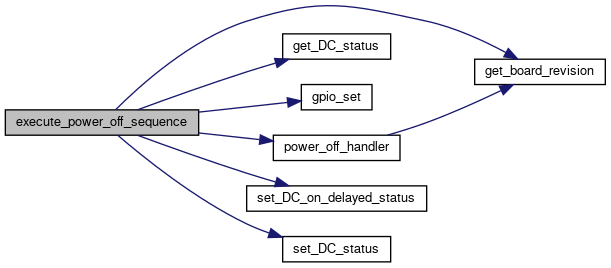 get_DC_status
get_board_revision
gpio_set
execute_power_off_sequence
power_off_handler
set_DC_on_delayed_status
set_DC_status